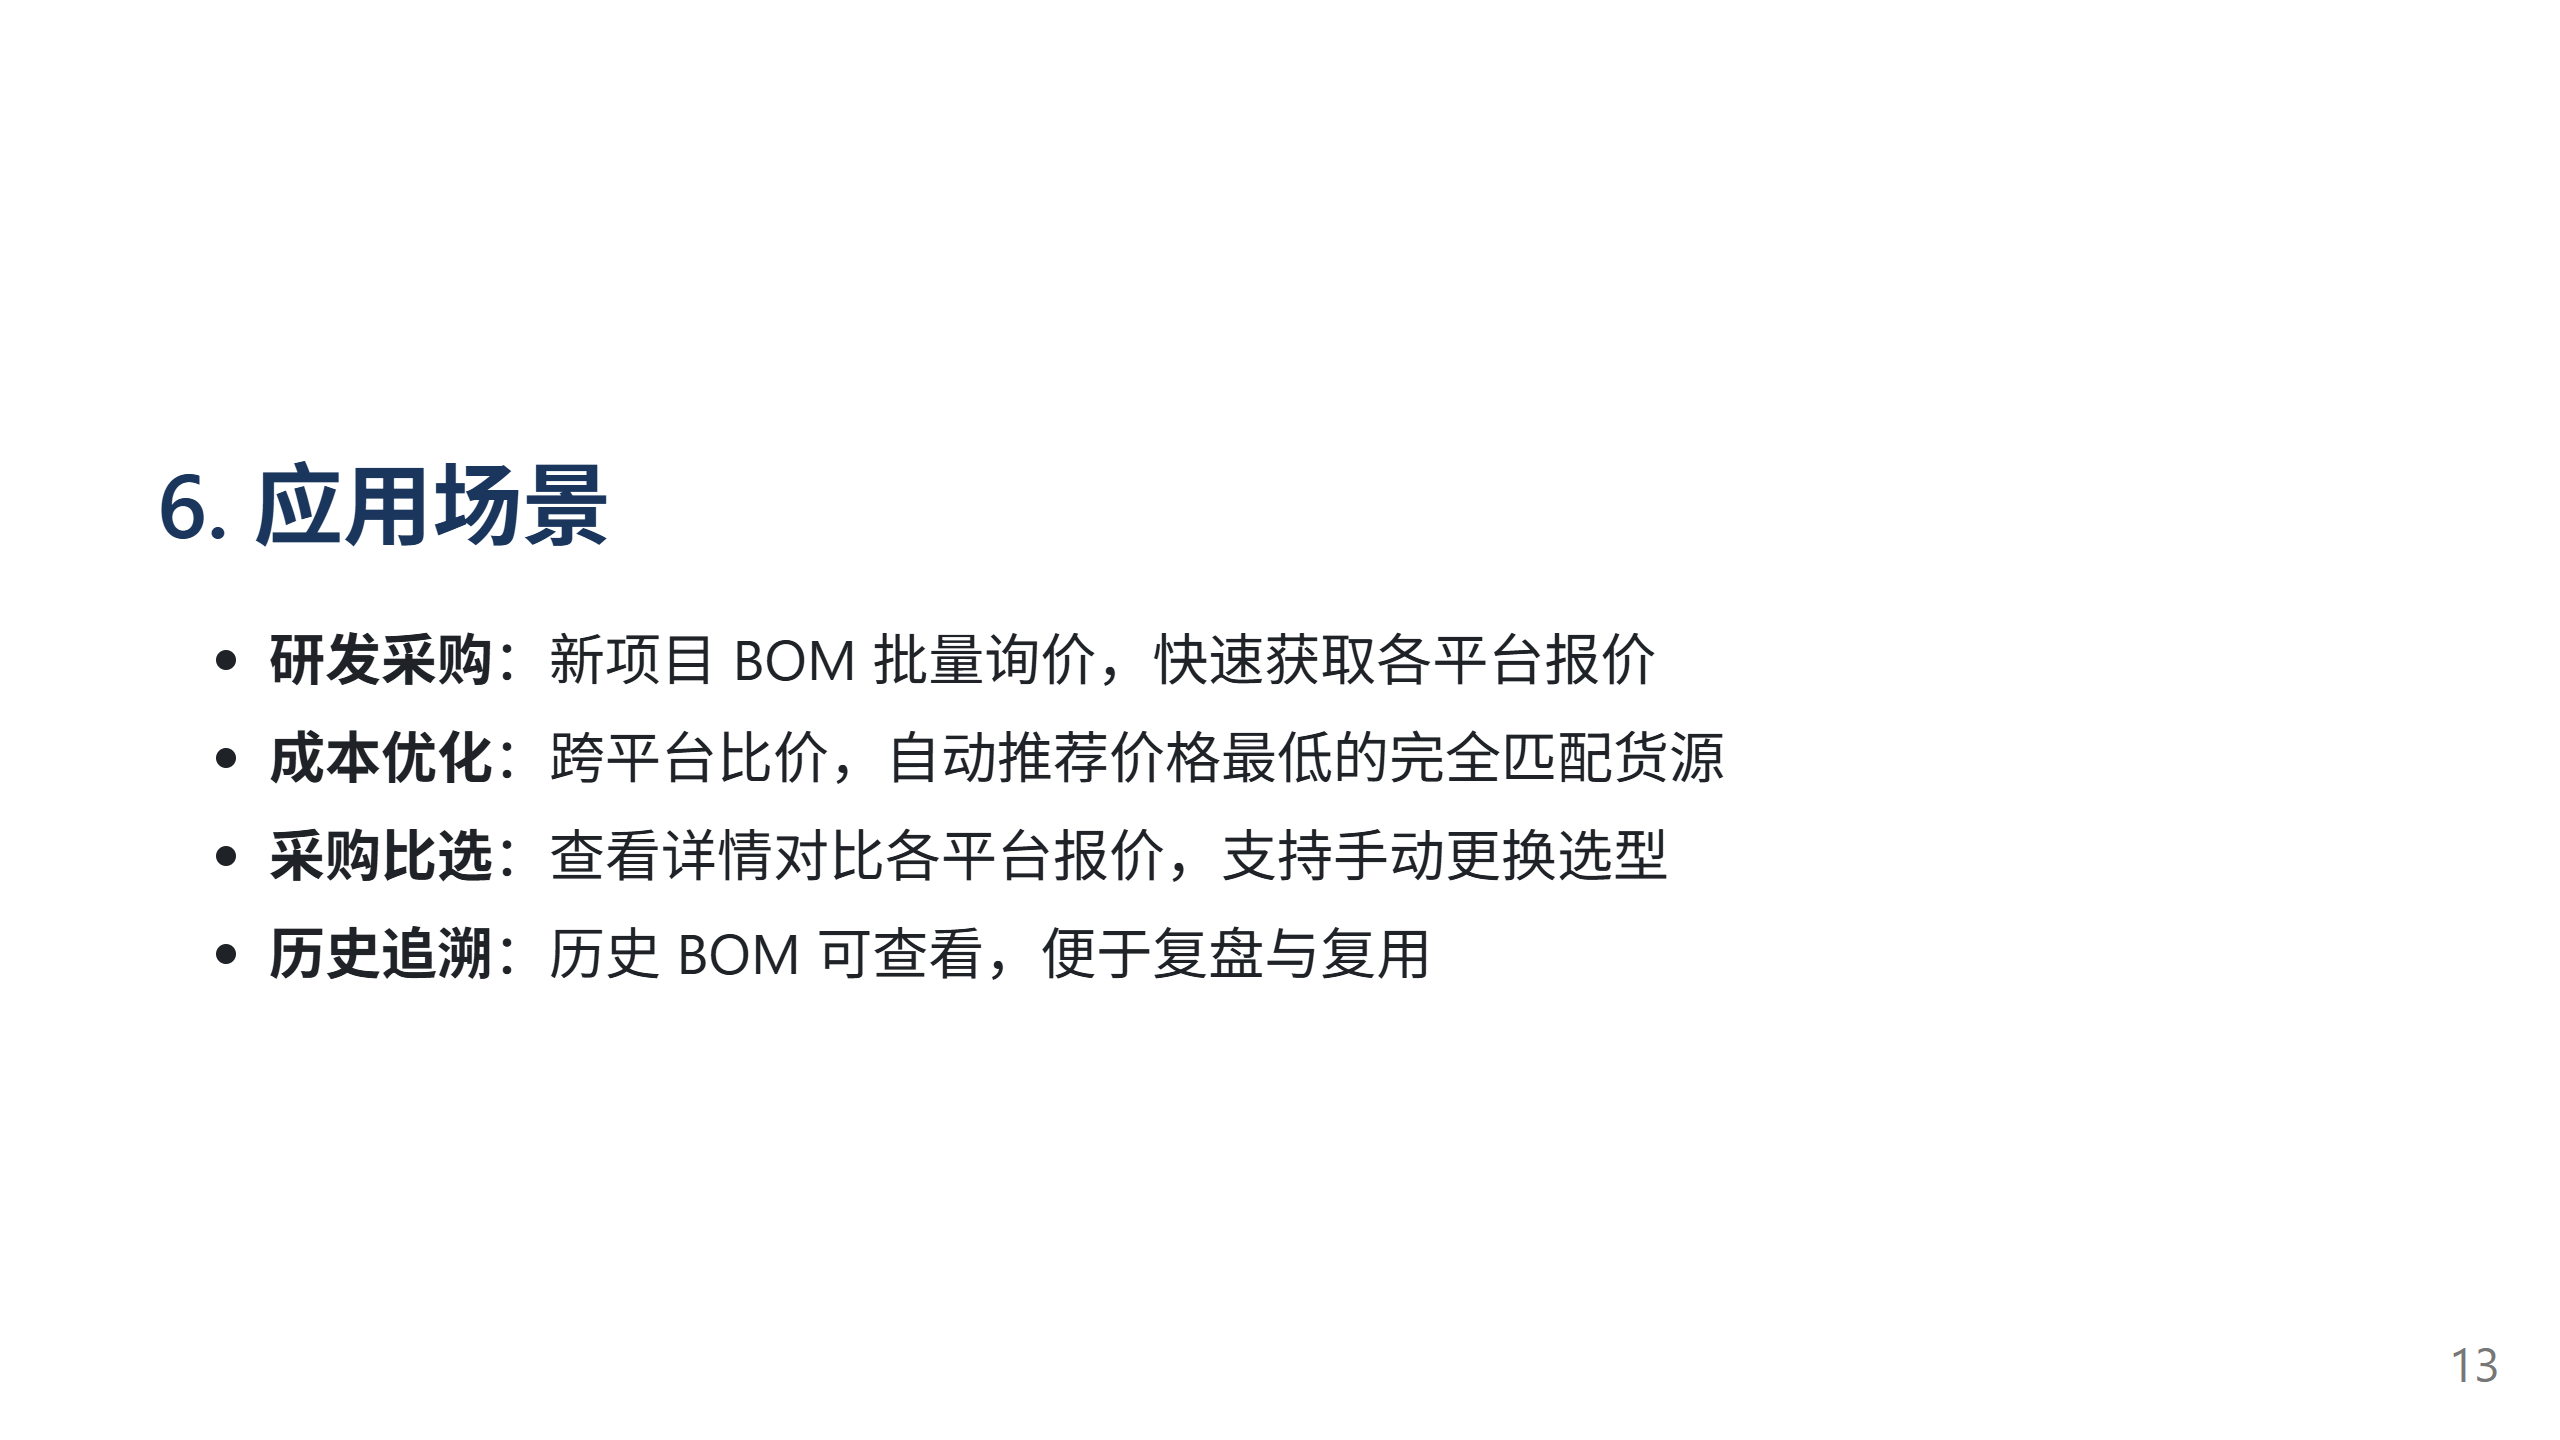 6. 应用场景
• 研发采购：新项目 BOM 批量询价，快速获取各平台报价
• 成本优化：跨平台比价，自动推荐价格最低的完全匹配货源
• 采购比选：查看详情对比各平台报价，支持手动更换选型
• 历史追溯：历史 BOM 可查看，便于复盘与复用
13